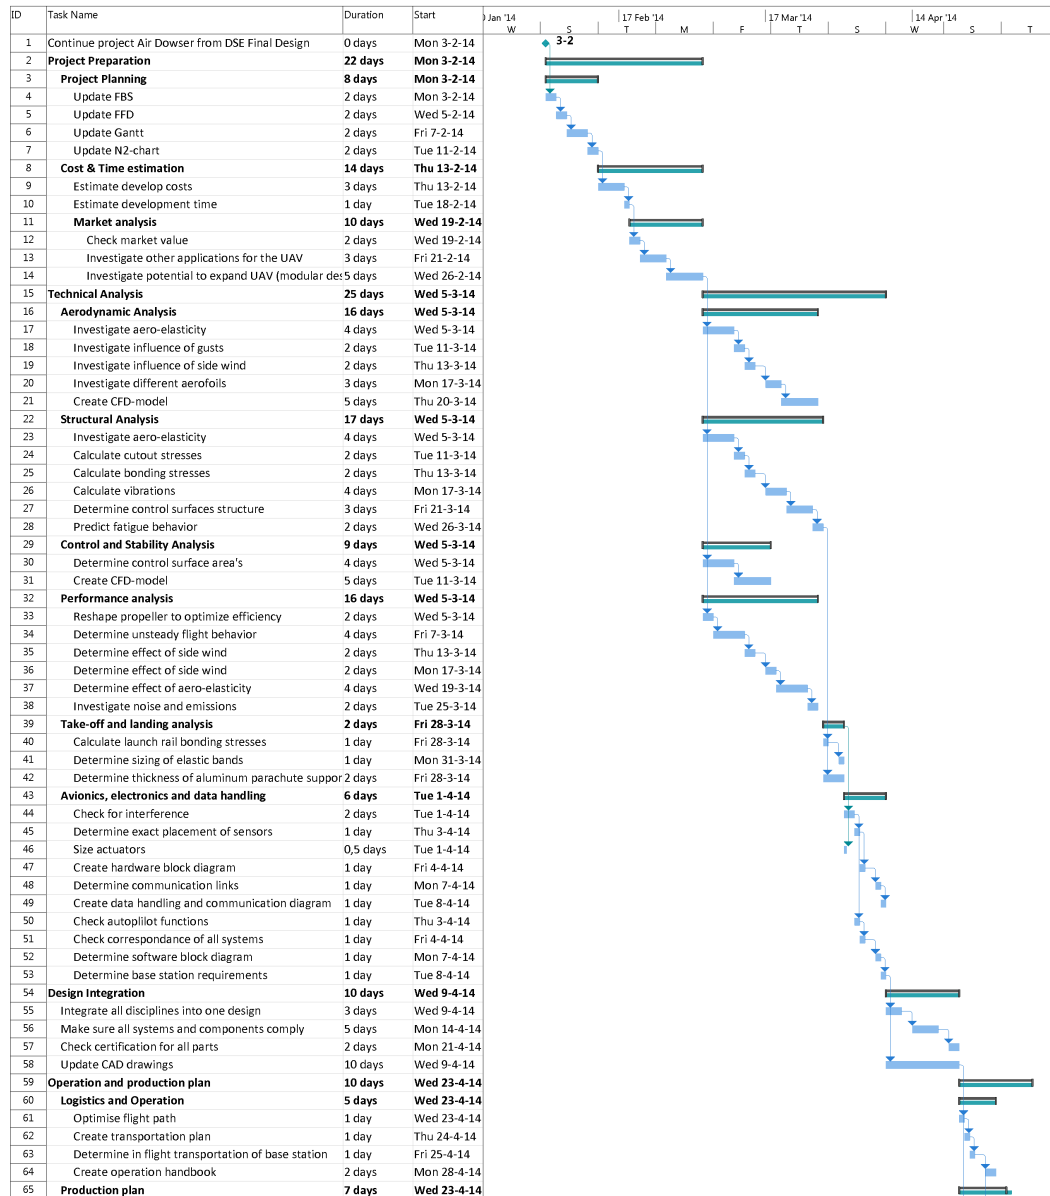 ID Task Name Duration Start 0 Jan '14 17 Feb '14 17 Mar '14 14 Apr '14
W S T M F T S W S T
1 Continue project Air Dowser from DSE Final Design 0 days Mon 3-2-14 3-2
2 Project Preparation 22 days Mon 3-2-14
3 Project Planning 8 days Mon 3-2-14
4 Update FBS 2 days Mon 3-2-14
5 Update FFD 2 days Wed 5-2-14
6 Update Gantt 2 days Fri 7-2-14
7 Update N2-chart 2 days Tue 11-2-14
8 Cost & Time estimation 14 days Thu 13-2-14
9 Estimate develop costs 3 days Thu 13-2-14
10 Estimate development time 1 day Tue 18-2-14
11 Market analysis 10 days Wed 19-2-14
12 Check market value 2 days Wed 19-2-14
13 Investigate other applications for the UAV 3 days Fri 21-2-14
14 Investigate potential to expand UAV (modular des 5 days Wed 26-2-14
15 Technical Analysis 25 days Wed 5-3-14
16 Aerodynamic Analysis 16 days Wed 5-3-14
17 Investigate aero-elasticity 4 days Wed 5-3-14
18 Investigate influence of gusts 2 days Tue 11-3-14
19 Investigate influence of side wind 2 days Thu 13-3-14
20 Investigate different aerofoils 3 days Mon 17-3-14
21 Create CFD-model 5 days Thu 20-3-14
22 Structural Analysis 17 days Wed 5-3-14
23 Investigate aero-elasticity 4 days Wed 5-3-14
24 Calculate cutout stresses 2 days Tue 11-3-14
25 Calculate bonding stresses 2 days Thu 13-3-14
26 Calculate vibrations 4 days Mon 17-3-14
27 Determine control surfaces structure 3 days Fri 21-3-14
28 Predict fatigue behavior 2 days Wed 26-3-14
29 Control and Stability Analysis 9 days Wed 5-3-14
30 Determine control surface area's 4 days Wed 5-3-14
31 Create CFD-model 5 days Tue 11-3-14
32 Performance analysis 16 days Wed 5-3-14
33 Reshape propeller to optimize efficiency 2 days Wed 5-3-14
34 Determine unsteady flight behavior 4 days Fri 7-3-14
35 Determine effect of side wind 2 days Thu 13-3-14
36 Determine effect of side wind 2 days Mon 17-3-14
37 Determine effect of aero-elasticity 4 days Wed 19-3-14
38 Investigate noise and emissions 2 days Tue 25-3-14
39 Take-off and landing analysis 2 days Fri 28-3-14
40 Calculate launch rail bonding stresses 1 day Fri 28-3-14
41 Determine sizing of elastic bands 1 day Mon 31-3-14
42 Determine thickness of aluminum parachute suppor 2 days Fri 28-3-14
43 Avionics, electronics and data handling 6 days Tue 1-4-14
44 Check for interference 2 days Tue 1-4-14
45 Determine exact placement of sensors 1 day Thu 3-4-14
46 Size actuators 0,5 days Tue 1-4-14
47 Create hardware block diagram 1 day Fri 4-4-14
48 Determine communication links 1 day Mon 7-4-14
49 Create data handling and communication diagram 1 day Tue 8-4-14
50 Check autoplilot functions 1 day Thu 3-4-14
51 Check correspondance of all systems 1 day Fri 4-4-14
52 Determine software block diagram 1 day Mon 7-4-14
53 Determine base station requirements 1 day Tue 8-4-14
54 Design Integration 10 days Wed 9-4-14
55 Integrate all disciplines into one design 3 days Wed 9-4-14
56 Make sure all systems and components comply 5 days Mon 14-4-14
57 Check certification for all parts 2 days Mon 21-4-14
58 Update CAD drawings 10 days Wed 9-4-14
59 Operation and production plan 10 days Wed 23-4-14
60 Logistics and Operation 5 days Wed 23-4-14
61 Optimise flight path 1 day Wed 23-4-14
62 Create transportation plan 1 day Thu 24-4-14
63 Determine in flight transportation of base station 1 day Fri 25-4-14
64 Create operation handbook 2 days Mon 28-4-14
65 Production plan 7 days Wed 23-4-14